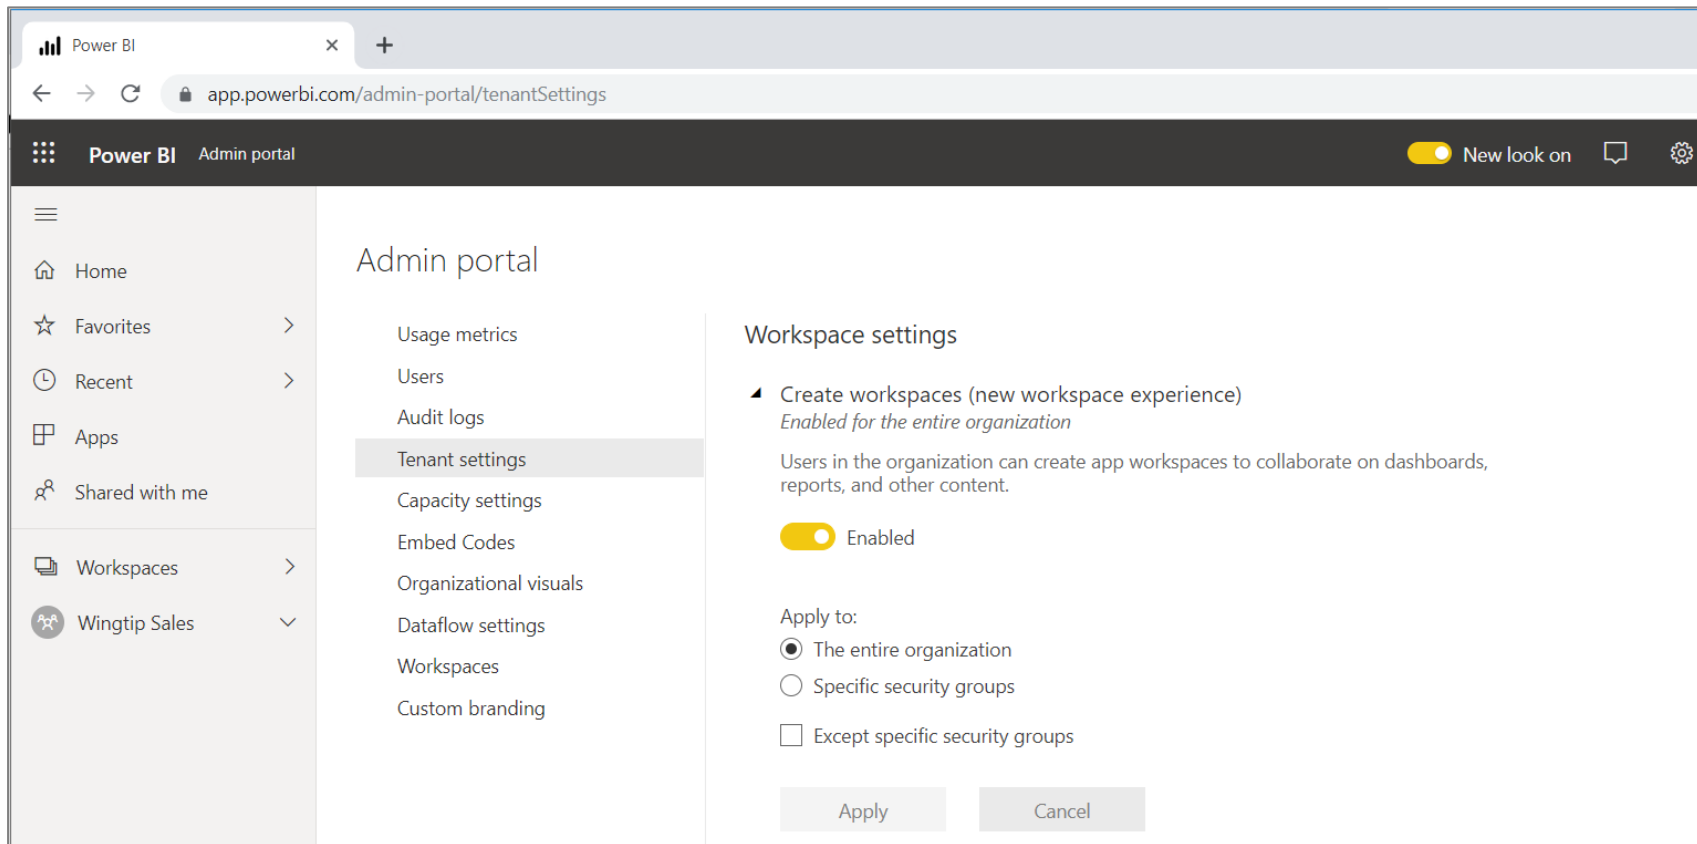 Power BI
app.powerbi.com/admin-portal/tenantSettings
Power BI Admin portal New look on
Home
Favorites
Recent
Apps
Shared with me
Workspaces
Wingtip Sales
Admin portal
Usage metrics
Users
Audit logs
Tenant settings
Capacity settings
Embed Codes
Organizational visuals
Dataflow settings
Workspaces
Custom branding
Workspace settings
Create workspaces (new workspace experience)
Enabled for the entire organization
Users in the organization can create app workspaces to collaborate on dashboards,
reports, and other content.
Enabled
Apply to:
The entire organization
Specific security groups
Except specific security groups
Apply Cancel